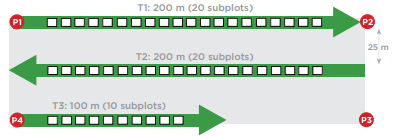 T1: 200 m (20 subplots)
P1
P2
25 m
T2: 200 m (20 subplots)
T3: 100 m (10 subplots)
P4
P3